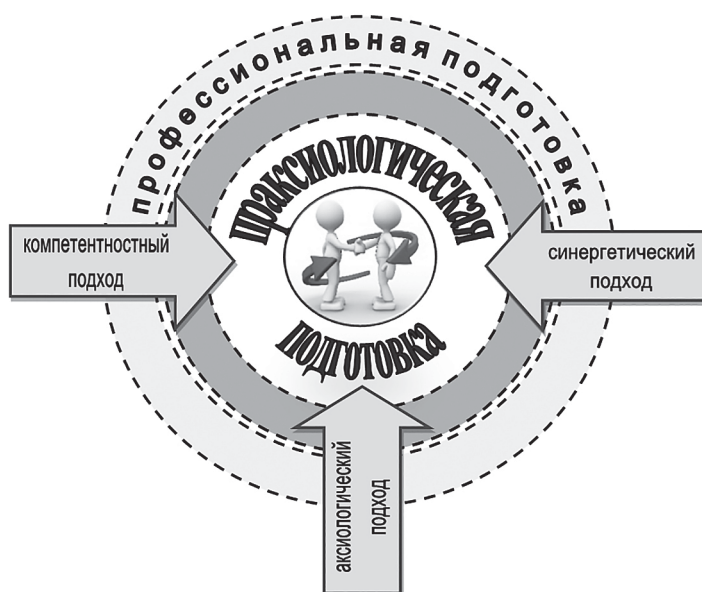 профессиональная подготовка
праксиологическая
подготовка
компетентностный
подход
синергетический
подход
аксиологический
подход